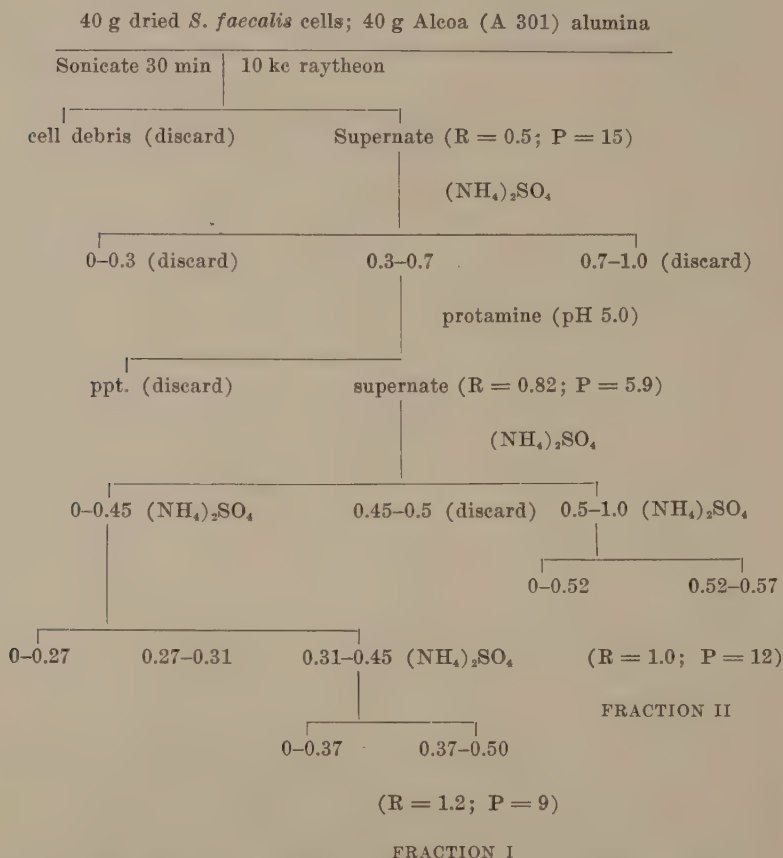 40 g dried S. faecalis cells; 40 g Alcoa (A 301) alumina
Sonicate 30 min 10 kc raytheon
cell debris (discard) Supernate (R = 0.5; P = 15)
(NH₄)₂SO₄
0–0.3 (discard) 0.3–0.7 0.7–1.0 (discard)
protamine (pH 5.0)
ppt. (discard) supernate (R = 0.82; P = 5.9)
(NH₄)₂SO₄
0–0.45 (NH₄)₂SO₄ 0.45–0.5 (discard) 0.5–1.0 (NH₄)₂SO₄
0–0.52 0.52–0.57
0–0.27 0.27–0.31 0.31–0.45 (NH₄)₂SO₄ (R = 1.0; P = 12)
FRACTION II
0–0.37 0.37–0.50
(R = 1.2; P = 9)
FRACTION I